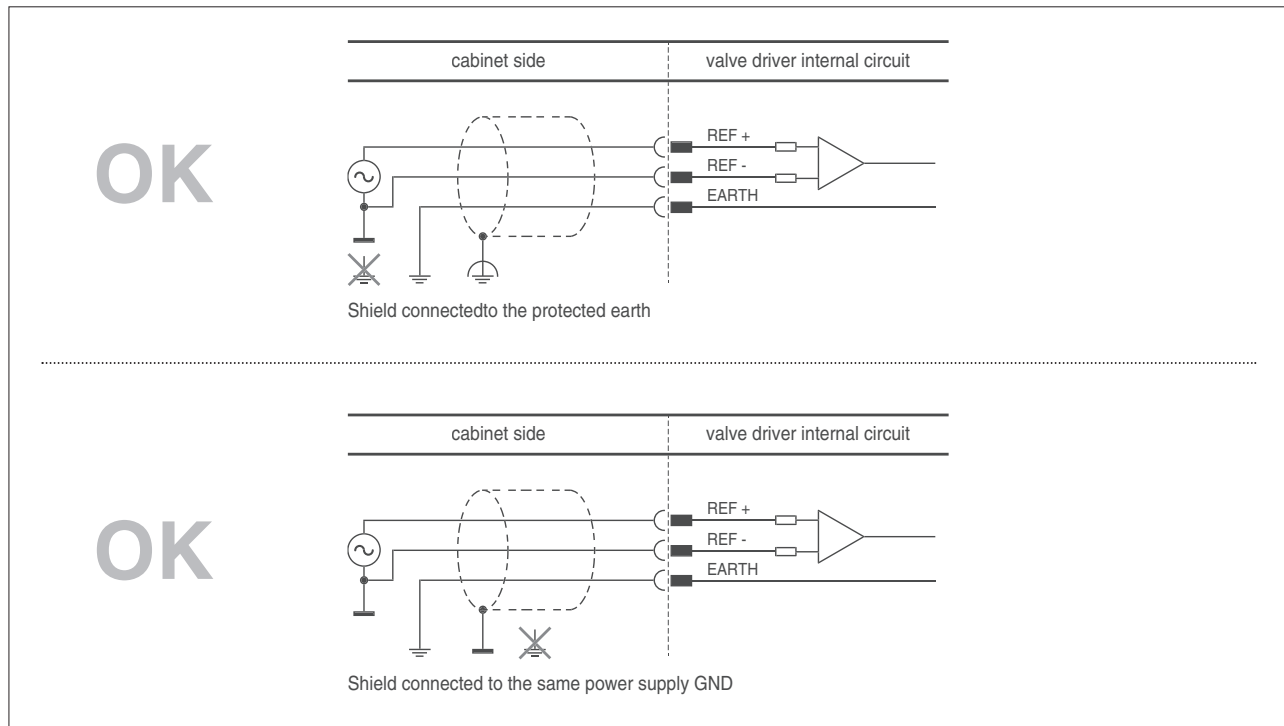 cabinet side valve driver internal circuit
OK
REF +
REF -
EARTH
Shield connectedto the protected earth
cabinet side valve driver internal circuit
OK
REF +
REF -
EARTH
Shield connected to the same power supply GND